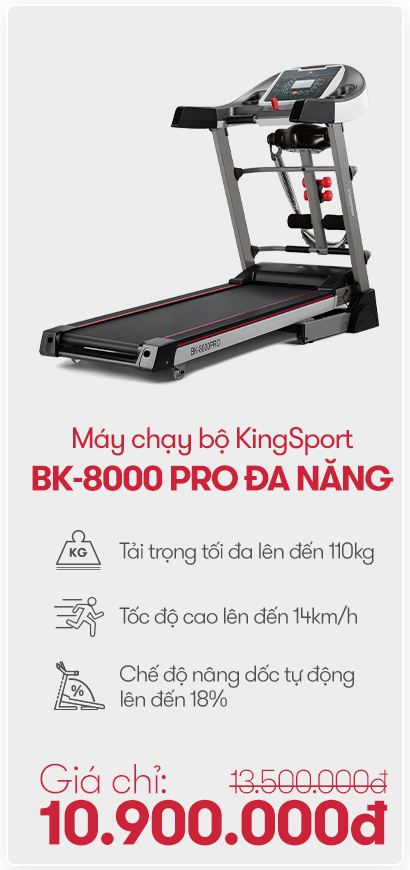 BK-8000PRO
Máy chạy bộ KingSport
BK-8000 PRO ĐA NĂNG
KG
Tải trọng tối đa lên đến 110kg
Tốc độ cao lên đến 14km/h
%
Chế độ nâng dốc tự động
lên đến 18%
Giá chỉ: 13.500.000đ
10.900.000đ